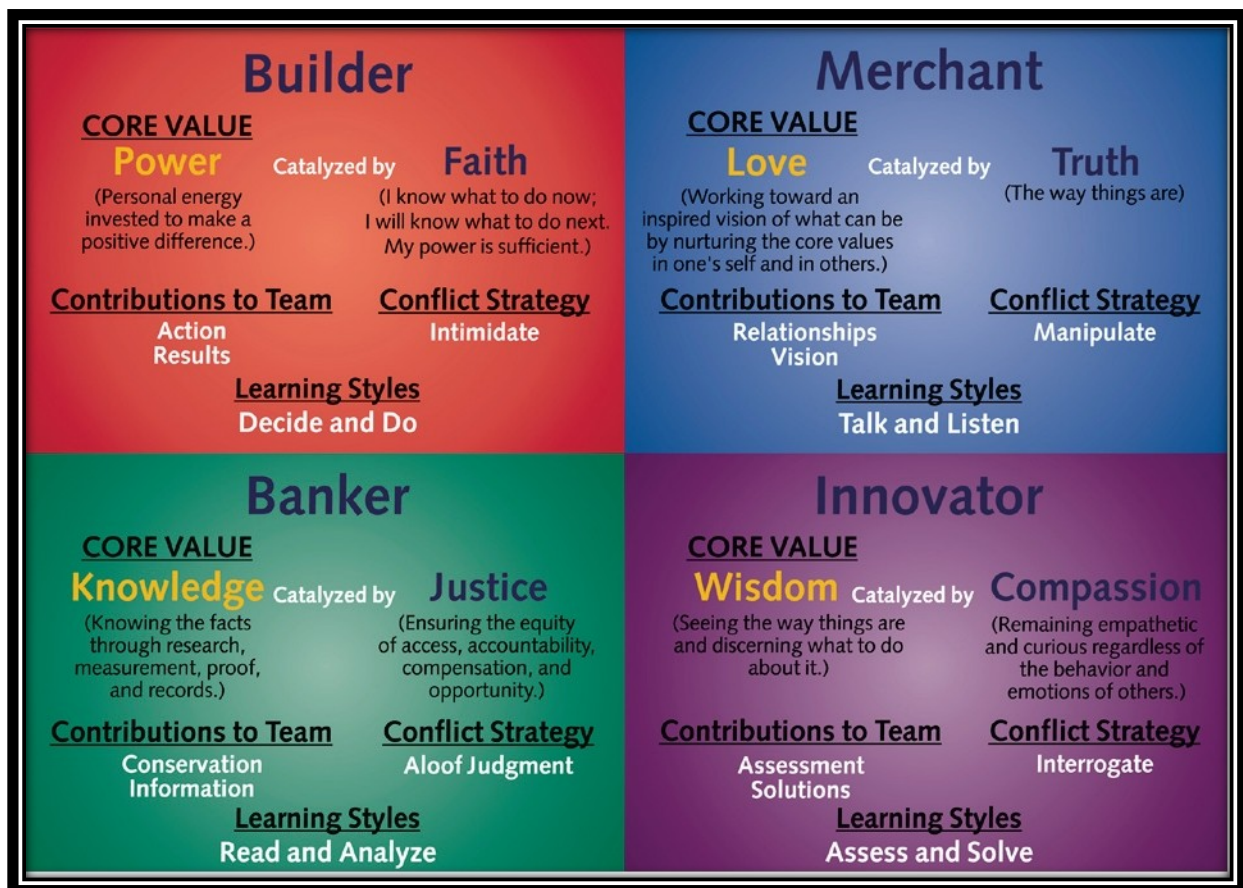 Builder
CORE VALUE
Power Catalyzed by Faith
(Personal energy
invested to make a
positive difference.)
(I know what to do now;
I will know what to do next.
My power is sufficient.)
Contributions to Team
Action
Results
Conflict Strategy
Intimidate
Learning Styles
Decide and Do
Merchant
CORE VALUE
Love Catalyzed by Truth
(Working toward an
inspired vision of what can be
by nurturing the core values
in one's self and in others.)
(The way things are)
Contributions to Team
Relationships
Vision
Conflict Strategy
Manipulate
Learning Styles
Talk and Listen
Banker
CORE VALUE
Knowledge Catalyzed by Justice
(Knowing the facts
through research,
measurement, proof,
and records.)
(Ensuring the equity
of access, accountability,
compensation, and
opportunity.)
Contributions to Team
Conservation
Information
Conflict Strategy
Aloof Judgment
Learning Styles
Read and Analyze
Innovator
CORE VALUE
Wisdom Catalyzed by Compassion
(Seeing the way things are
and discerning what to do
about it.)
(Remaining empathetic
and curious regardless of
the behavior and
emotions of others.)
Contributions to Team
Assessment
Solutions
Conflict Strategy
Interrogate
Learning Styles
Assess and Solve